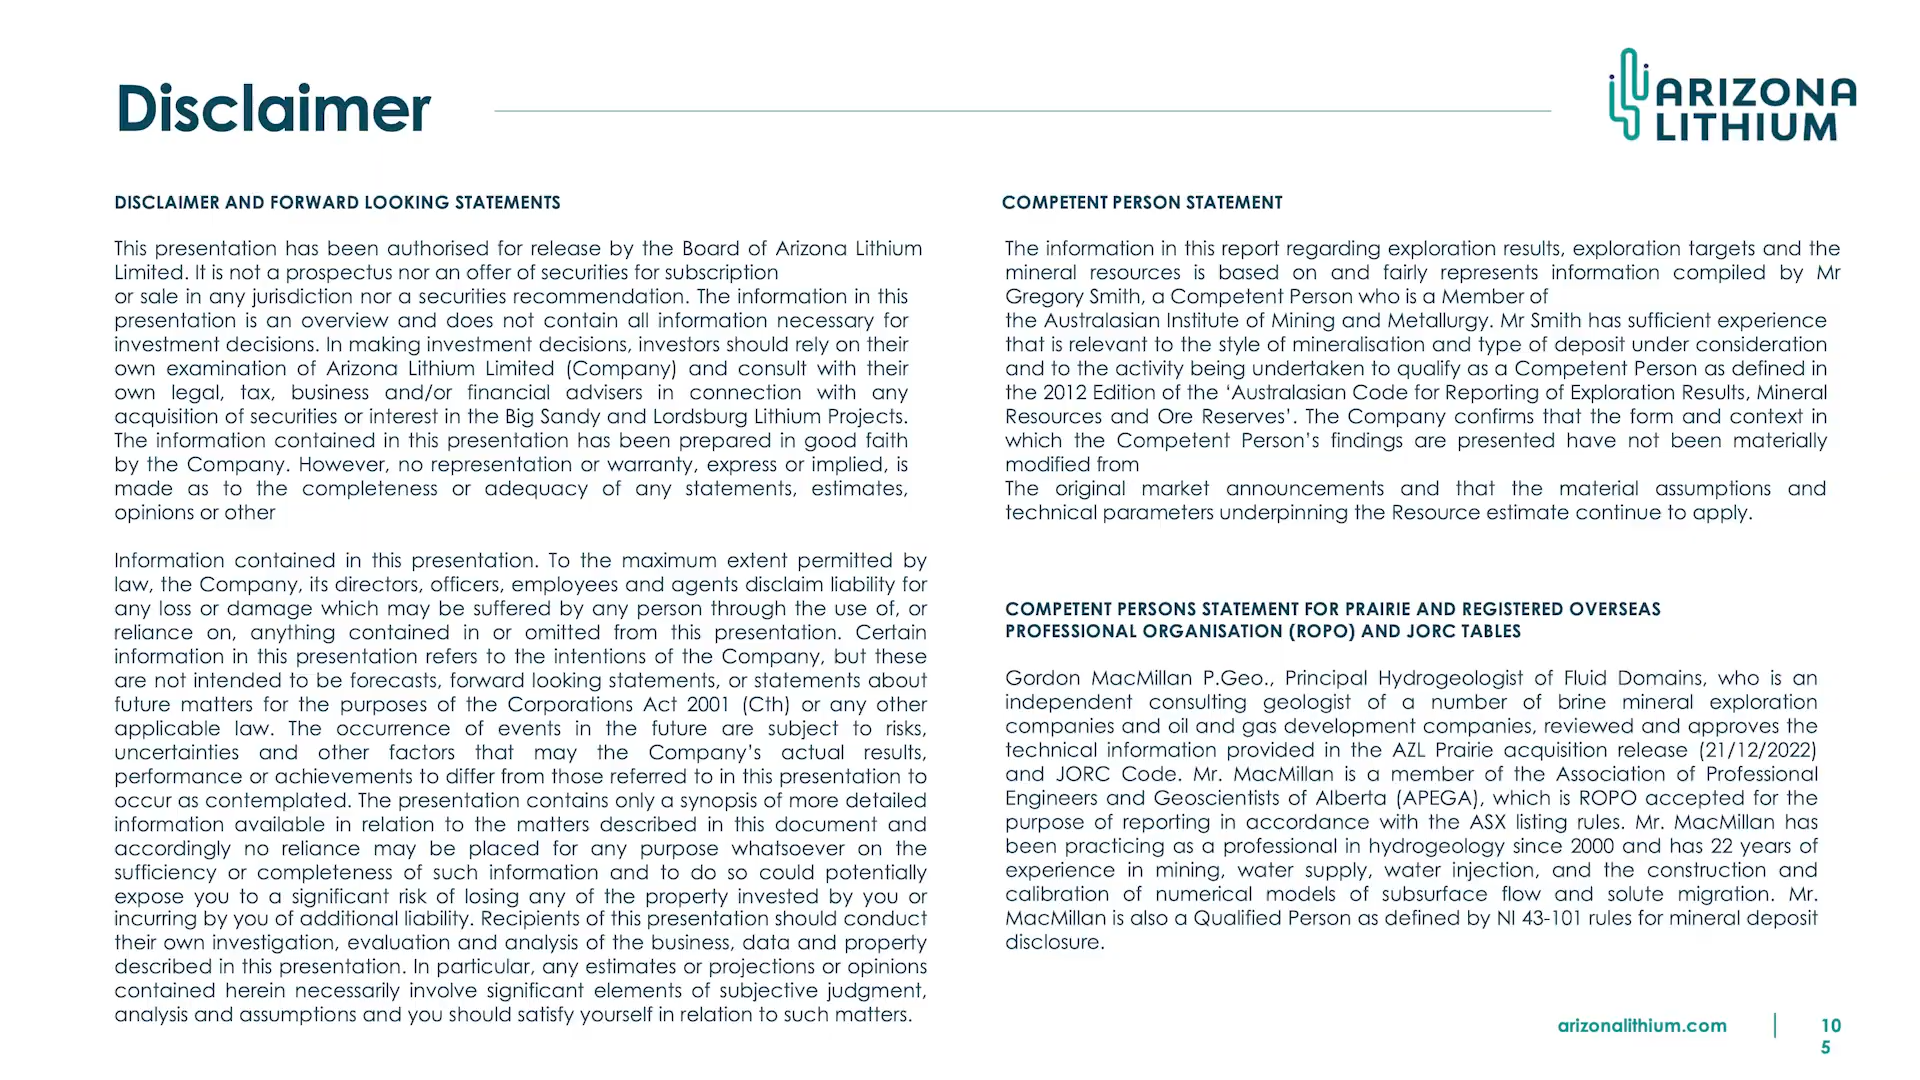 Disclaimer
ARIZONA
LITHIUM
DISCLAIMER AND FORWARD LOOKING STATEMENTS
This presentation has been authorised for release by the Board of Arizona Lithium
Limited. It is not a prospectus nor an offer of securities for subscription
or sale in any jurisdiction nor a securities recommendation. The information in this
presentation is an overview and does not contain all information necessary for
investment decisions. In making investment decisions, investors should rely on their
own examination of Arizona Lithium Limited (Company) and consult with their
own legal, tax, business and/or financial advisers in connection with any
acquisition of securities or interest in the Big Sandy and Lordsburg Lithium Projects.
The information contained in this presentation has been prepared in good faith
by the Company. However, no representation or warranty, express or implied, is
made as to the completeness or adequacy of any statements, estimates,
opinions or other
Information contained in this presentation. To the maximum extent permitted by
law, the Company, its directors, officers, employees and agents disclaim liability for
any loss or damage which may be suffered by any person through the use of, or
reliance on, anything contained in or omitted from this presentation. Certain
information in this presentation refers to the intentions of the Company, but these
are not intended to be forecasts, forward looking statements, or statements about
future matters for the purposes of the Corporations Act 2001 (Cth) or any other
applicable law. The occurrence of events in the future are subject to risks,
uncertainties and other factors that may the Company’s actual results,
performance or achievements to differ from those referred to in this presentation to
occur as contemplated. The presentation contains only a synopsis of more detailed
information available in relation to the matters described in this document and
accordingly no reliance may be placed for any purpose whatsoever on the
sufficiency or completeness of such information and to do so could potentially
expose you to a significant risk of losing any of the property invested by you or
incurring by you of additional liability. Recipients of this presentation should conduct
their own investigation, evaluation and analysis of the business, data and property
described in this presentation. In particular, any estimates or projections or opinions
contained herein necessarily involve significant elements of subjective judgment,
analysis and assumptions and you should satisfy yourself in relation to such matters.
COMPETENT PERSON STATEMENT
The information in this report regarding exploration results, exploration targets and the
mineral resources is based on and fairly represents information compiled by Mr
Gregory Smith, a Competent Person who is a Member of
the Australasian Institute of Mining and Metallurgy. Mr Smith has sufficient experience
that is relevant to the style of mineralisation and type of deposit under consideration
and to the activity being undertaken to qualify as a Competent Person as defined in
the 2012 Edition of the ‘Australasian Code for Reporting of Exploration Results, Mineral
Resources and Ore Reserves’. The Company confirms that the form and context in
which the Competent Person’s findings are presented have not been materially
modified from
The original market announcements and that the material assumptions and
technical parameters underpinning the Resource estimate continue to apply.
COMPETENT PERSONS STATEMENT FOR PRAIRIE AND REGISTERED OVERSEAS
PROFESSIONAL ORGANISATION (ROPO) AND JORC TABLES
Gordon MacMillan P.Geo., Principal Hydrogeologist of Fluid Domains, who is an
independent consulting geologist of a number of brine mineral exploration
companies and oil and gas development companies, reviewed and approves the
technical information provided in the AZL Prairie acquisition release (21/12/2022)
and JORC Code. Mr. MacMillan is a member of the Association of Professional
Engineers and Geoscientists of Alberta (APEGA), which is ROPO accepted for the
purpose of reporting in accordance with the ASX listing rules. Mr. MacMillan has
been practicing as a professional in hydrogeology since 2000 and has 22 years of
experience in mining, water supply, water injection, and the construction and
calibration of numerical models of subsurface flow and solute migration. Mr.
MacMillan is also a Qualified Person as defined by NI 43-101 rules for mineral deposit
disclosure.
arizonalithium.com
10
5